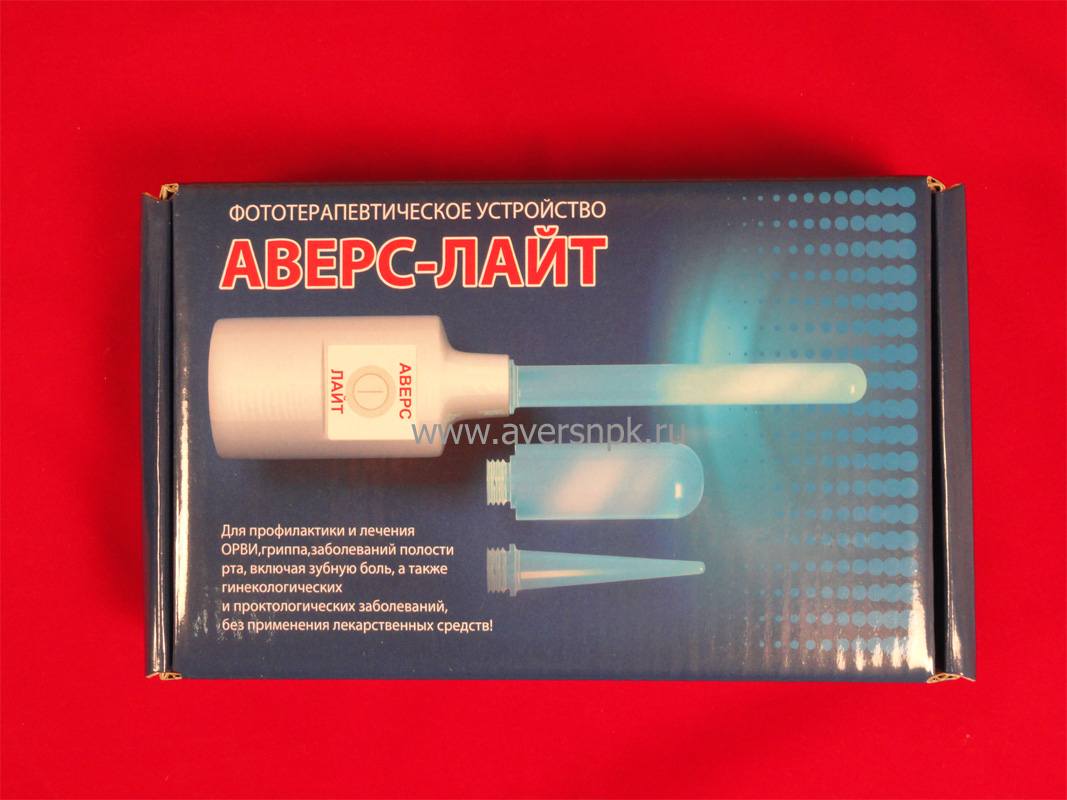 ФОТОТЕРАПЕВТИЧЕСКОЕ УСТРОЙСТВО
АВЕРС-ЛАЙТ
АВЕРС
ЛАЙТ
www.aversnpk.ru
Для профилактики и лечения
ОРВИ,гриппа,заболеваний полости
рта, включая зубную боль, а также
гинекологических
и проктологических заболеваний,
без применения лекарственных средств!